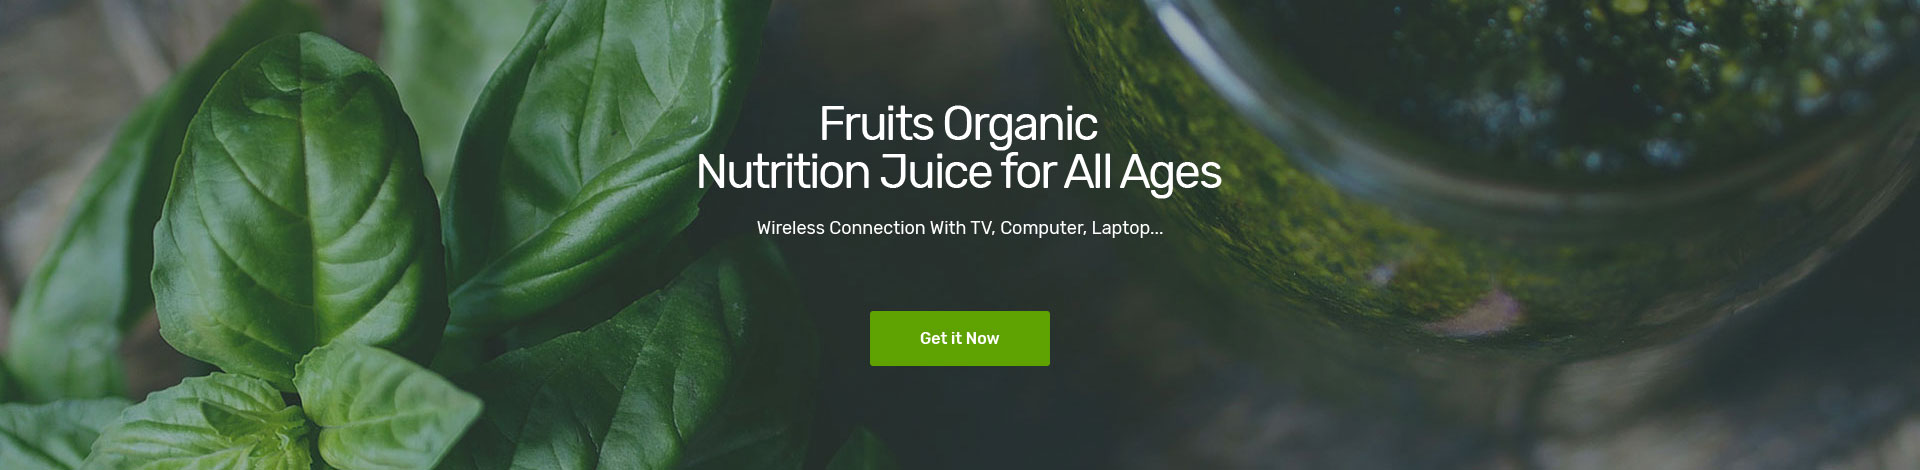 Fruits Organic
Nutrition Juice for All Ages
Wireless Connection With TV, Computer, Laptop...
Get it Now